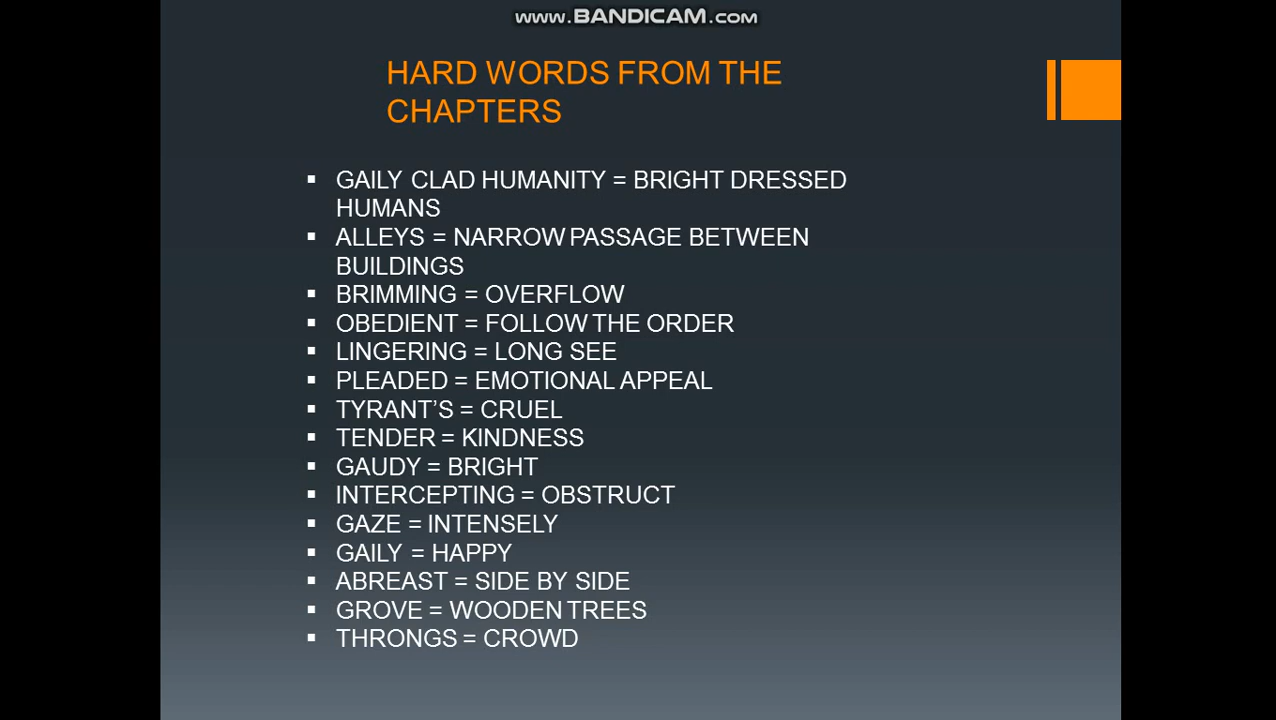 www.BANDICAM.com
HARD WORDS FROM THE
CHAPTERS
▪ GAILY CLAD HUMANITY = BRIGHT DRESSED
HUMANS
▪ ALLEYS = NARROW PASSAGE BETWEEN
BUILDINGS
▪ BRIMMING = OVERFLOW
▪ OBEDIENT = FOLLOW THE ORDER
▪ LINGERING = LONG SEE
▪ PLEADED = EMOTIONAL APPEAL
▪ TYRANT’S = CRUEL
▪ TENDER = KINDNESS
▪ GAUDY = BRIGHT
▪ INTERCEPTING = OBSTRUCT
▪ GAZE = INTENSELY
▪ GAILY = HAPPY
▪ ABREAST = SIDE BY SIDE
▪ GROVE = WOODEN TREES
▪ THRONGS = CROWD